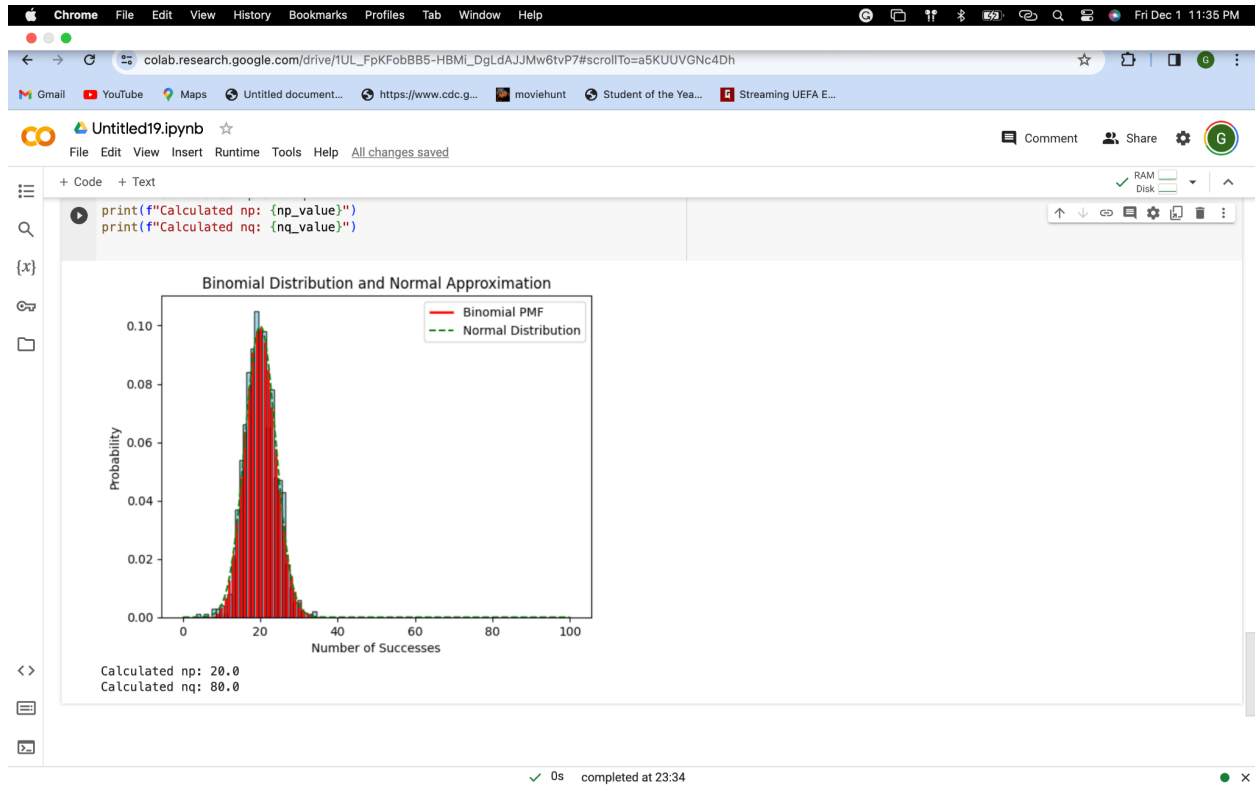 Chrome File Edit View History Bookmarks Profiles Tab Window Help Fri Dec 1 11:35 PM
colab.research.google.com/drive/1UL_FpKFobBB5-HBMi_DgLdAJJMw6tvP7#scrollTo=a5KUUVGNc4Dh
G
Gmail YouTube Maps Untitled document... https://www.cdc.g... moviehunt Student of the Yea... Streaming UEFA E...
CO Untitled19.ipynb
File Edit View Insert Runtime Tools Help All changes saved
Comment Share G
+ Code + Text
RAM
Disk
print(f"Calculated np: {np_value}")
print(f"Calculated nq: {nq_value}")
{x}
Binomial Distribution and Normal Approximation
Binomial PMF
Normal Distribution
0.10
0.08
0.06
0.04
0.02
0.00
Probability
0 20 40 60 80 100
Number of Successes
Calculated np: 20.0
Calculated nq: 80.0
0s completed at 23:34